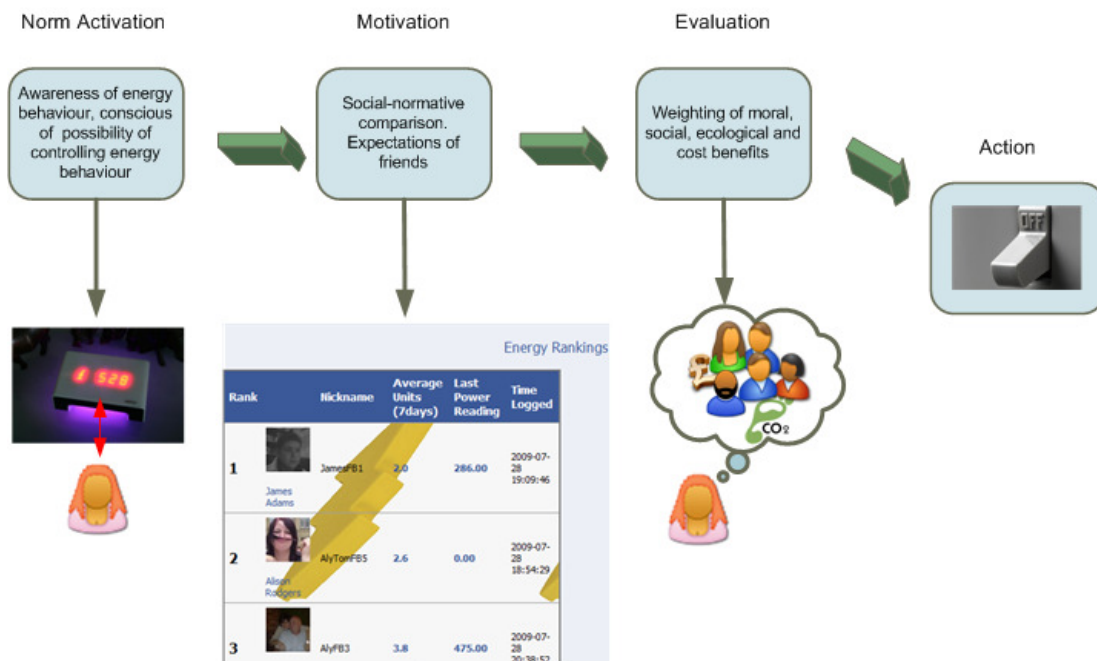 Norm Activation
Motivation
Evaluation
Awareness of energy
behaviour, conscious
of possibility of
controlling energy
behaviour
Social-normative
comparison.
Expectations of
friends
Weighting of moral,
social, ecological and
cost benefits
Action
OFF
1 528
Energy Rankings
Rank
Nickname
Average
Units
(7days)
Last
Power
Reading
Time
Logged
1
James
Adams
JamesFB1
2.0
286.00
2009-07-
28
19:09:46
2
Alison
Rodgers
AlyTomFB5
2.6
0.00
2009-07-
28
18:54:29
3
AlyFB3
3.8
475.00
2009-07-
28
20:38:52
£
CO2